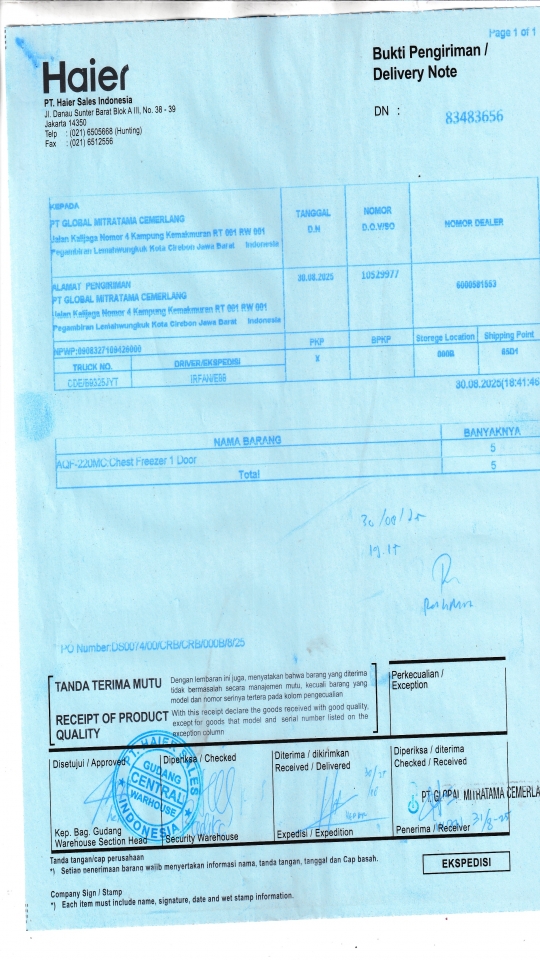 Page 1 of 1
Haier
Bukti Pengiriman /
Delivery Note
PT. Haier Sales Indonesia
Jl. Danau Sunter Barat Blok A III, No. 38 - 39
Jakarta 14350
Telp : (021) 6505668 (Hunting)
Fax : (021) 6512556
DN : 83483656
KEPADA
PT GLOBAL MITRATAMA CEMERLANG
Jalan Kalijaga Nomor 4 Kampung Kemakmuran RT 001 RW 001
Pegambiran Lemahwungkuk Kota Cirebon Jawa Barat Indonesia
TANGGAL
D.N
NOMOR
D.O.V/SO
NOMOR DEALER
ALAMAT PENGIRIMAN
PT GLOBAL MITRATAMA CEMERLANG
Jalan Kalijaga Nomor 4 Kampung Kemakmuran RT 001 RW 001
Pegambiran Lemahwungkuk Kota Cirebon Jawa Barat Indonesia
30.08.2025
10529977
NPWP:
PKP
BPKP
Storage Location
Shipping Point
TRUCK NO.
DRIVER/EKSPEDISI
X
000B
85D1
30.08.2025(16:41:46
NAMA BARANG
BANYAKNYA
AQF-220MC:Chest Freezer 1 Door
5
Total
5
30/08/25
19.15
PO Number:DS0074/00/CRB/CRB/000B/8/25
TANDA TERIMA MUTU
Dengan lembaran ini juga, menyatakan bahwa barang yang diterima
tidak bermasalah secara manajemen mutu, kecuali barang yang
model dan nomor serinya tertera pada kolom pengecualian
RECEIPT OF PRODUCT
QUALITY
With this receipt declare the goods received with good quality,
except for goods that model and serial number listed on the
exception column
Perkecualian /
Exception
Disetujui / Approved
Diperiksa / Checked
Diterima / dikirimkan
Received / Delivered
Diperiksa / diterima
Checked / Received
PT. HAIER SALES
GUDANG
CENTRAL
WARHOUSE
INDONESIA
PT GLOBAL MITRATAMA CEMERLA
Kep. Bag. Gudang
Warehouse Section Head
Security Warehouse
Expedisi / Expedition
Penerima / Receiver
Tanda tangan/cap perusahaan
*) Setian penerimaan barang wajib menyertakan informasi nama, tanda tangan, tanggal dan Cap basah.
EKSPEDISI
Company Sign / Stamp
*) Each item must include name, signature, date and wet stamp information.